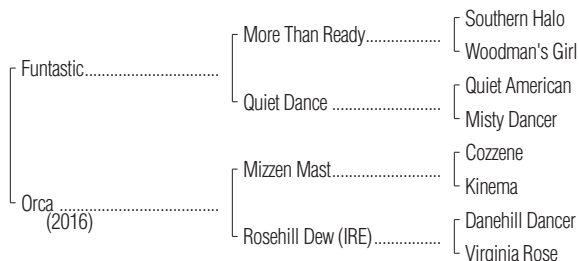 Southern Halo
More Than Ready..................
Woodman's Girl
Funtastic................................
Quiet American
Quiet Dance ..........................
Misty Dancer
Cozzene
Mizzen Mast..........................
Kinema
Orca ......................................
(2016)
Danehill Dancer
Rosehill Dew (IRE)................
Virginia Rose